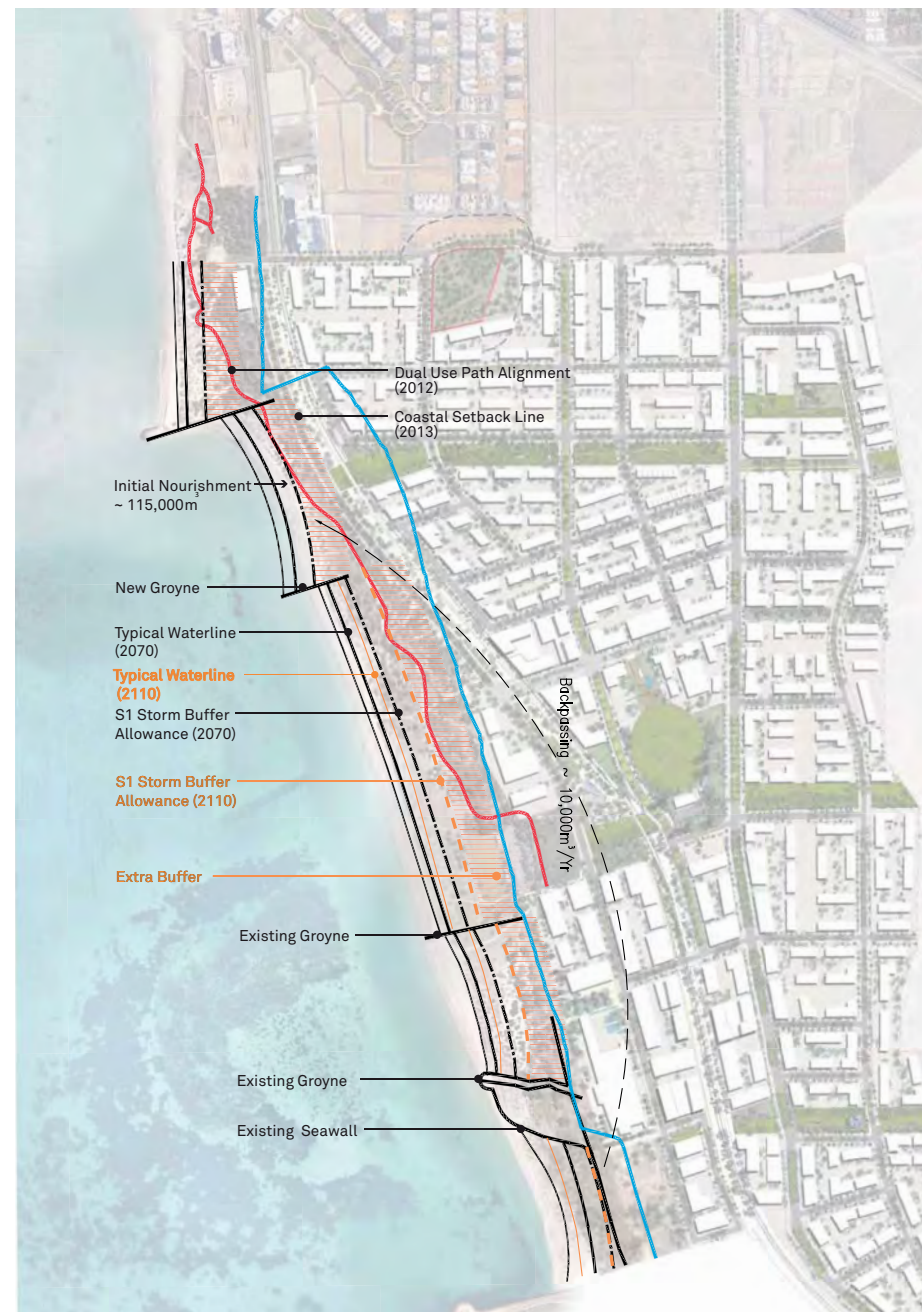 Dual Use Path Alignment
(2012)
Coastal Setback Line
(2013)
Initial Nourishment
~ 115,000m³
New Groyne
Typical Waterline
(2070)
Typical Waterline
(2110)
S1 Storm Buffer
Allowance (2070)
S1 Storm Buffer
Allowance (2110)
Backpassing ~ 10,000m³/Yr
Extra Buffer
Existing Groyne
Existing Groyne
Existing Seawall